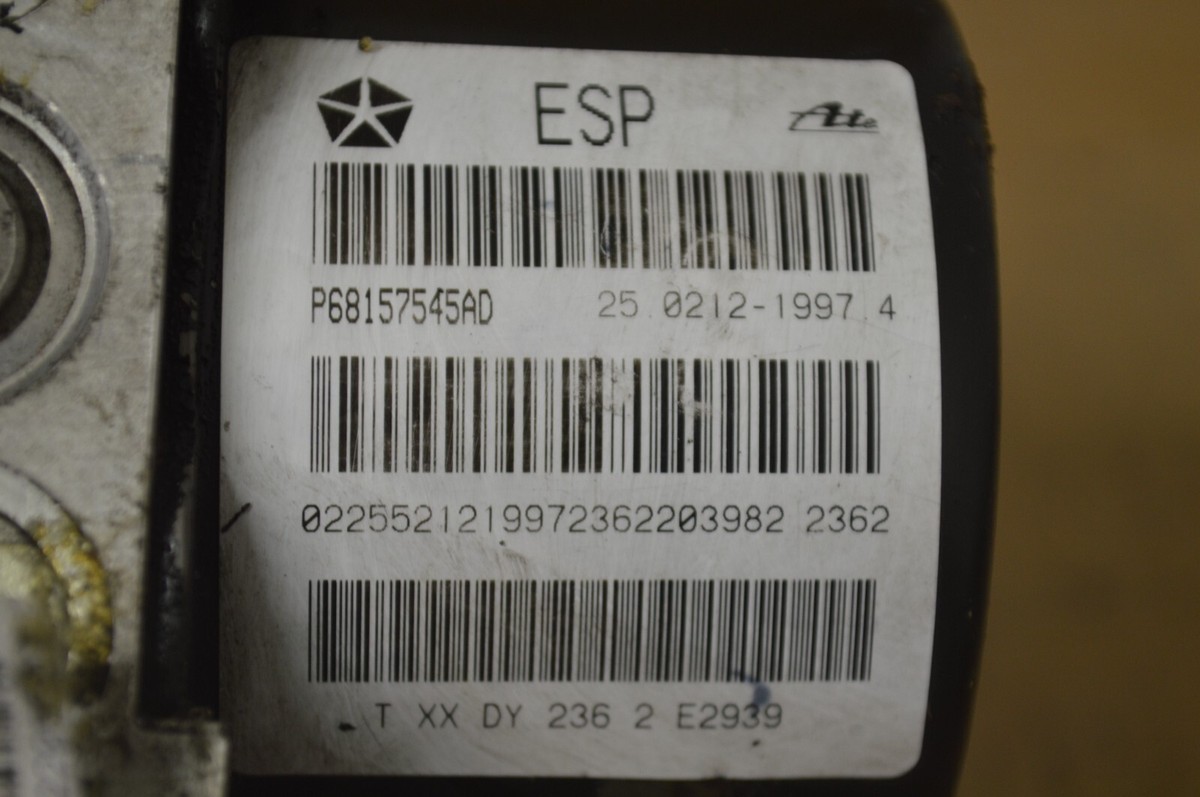 ESP Ate
P68157545AD 25.0212-1997.4
0225521219972362203982 2362
T XX DY 236 2 E2939